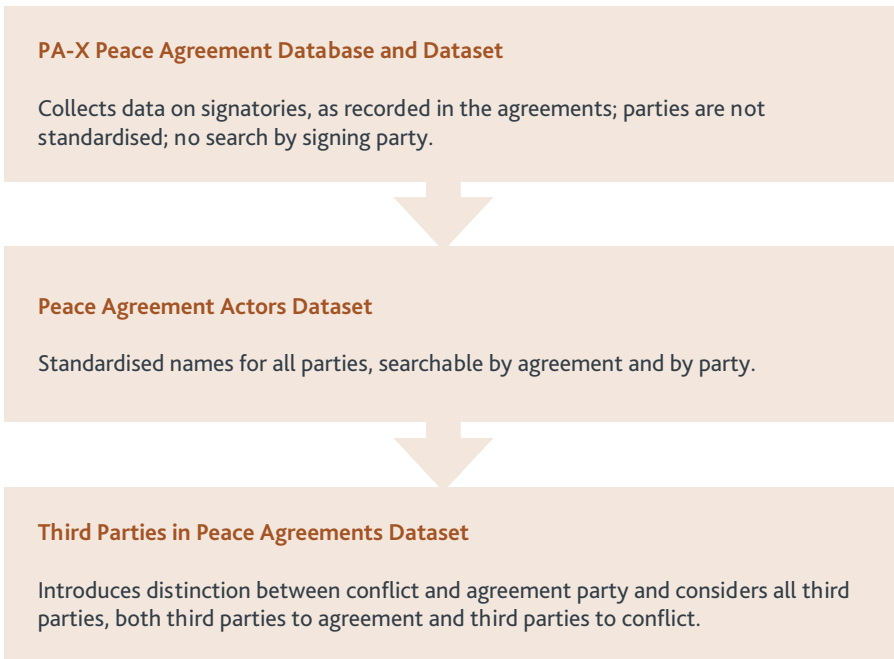 PA-X Peace Agreement Database and Dataset
Collects data on signatories, as recorded in the agreements; parties are not
standardised; no search by signing party.
Peace Agreement Actors Dataset
Standardised names for all parties, searchable by agreement and by party.
Third Parties in Peace Agreements Dataset
Introduces distinction between conflict and agreement party and considers all third
parties, both third parties to agreement and third parties to conflict.